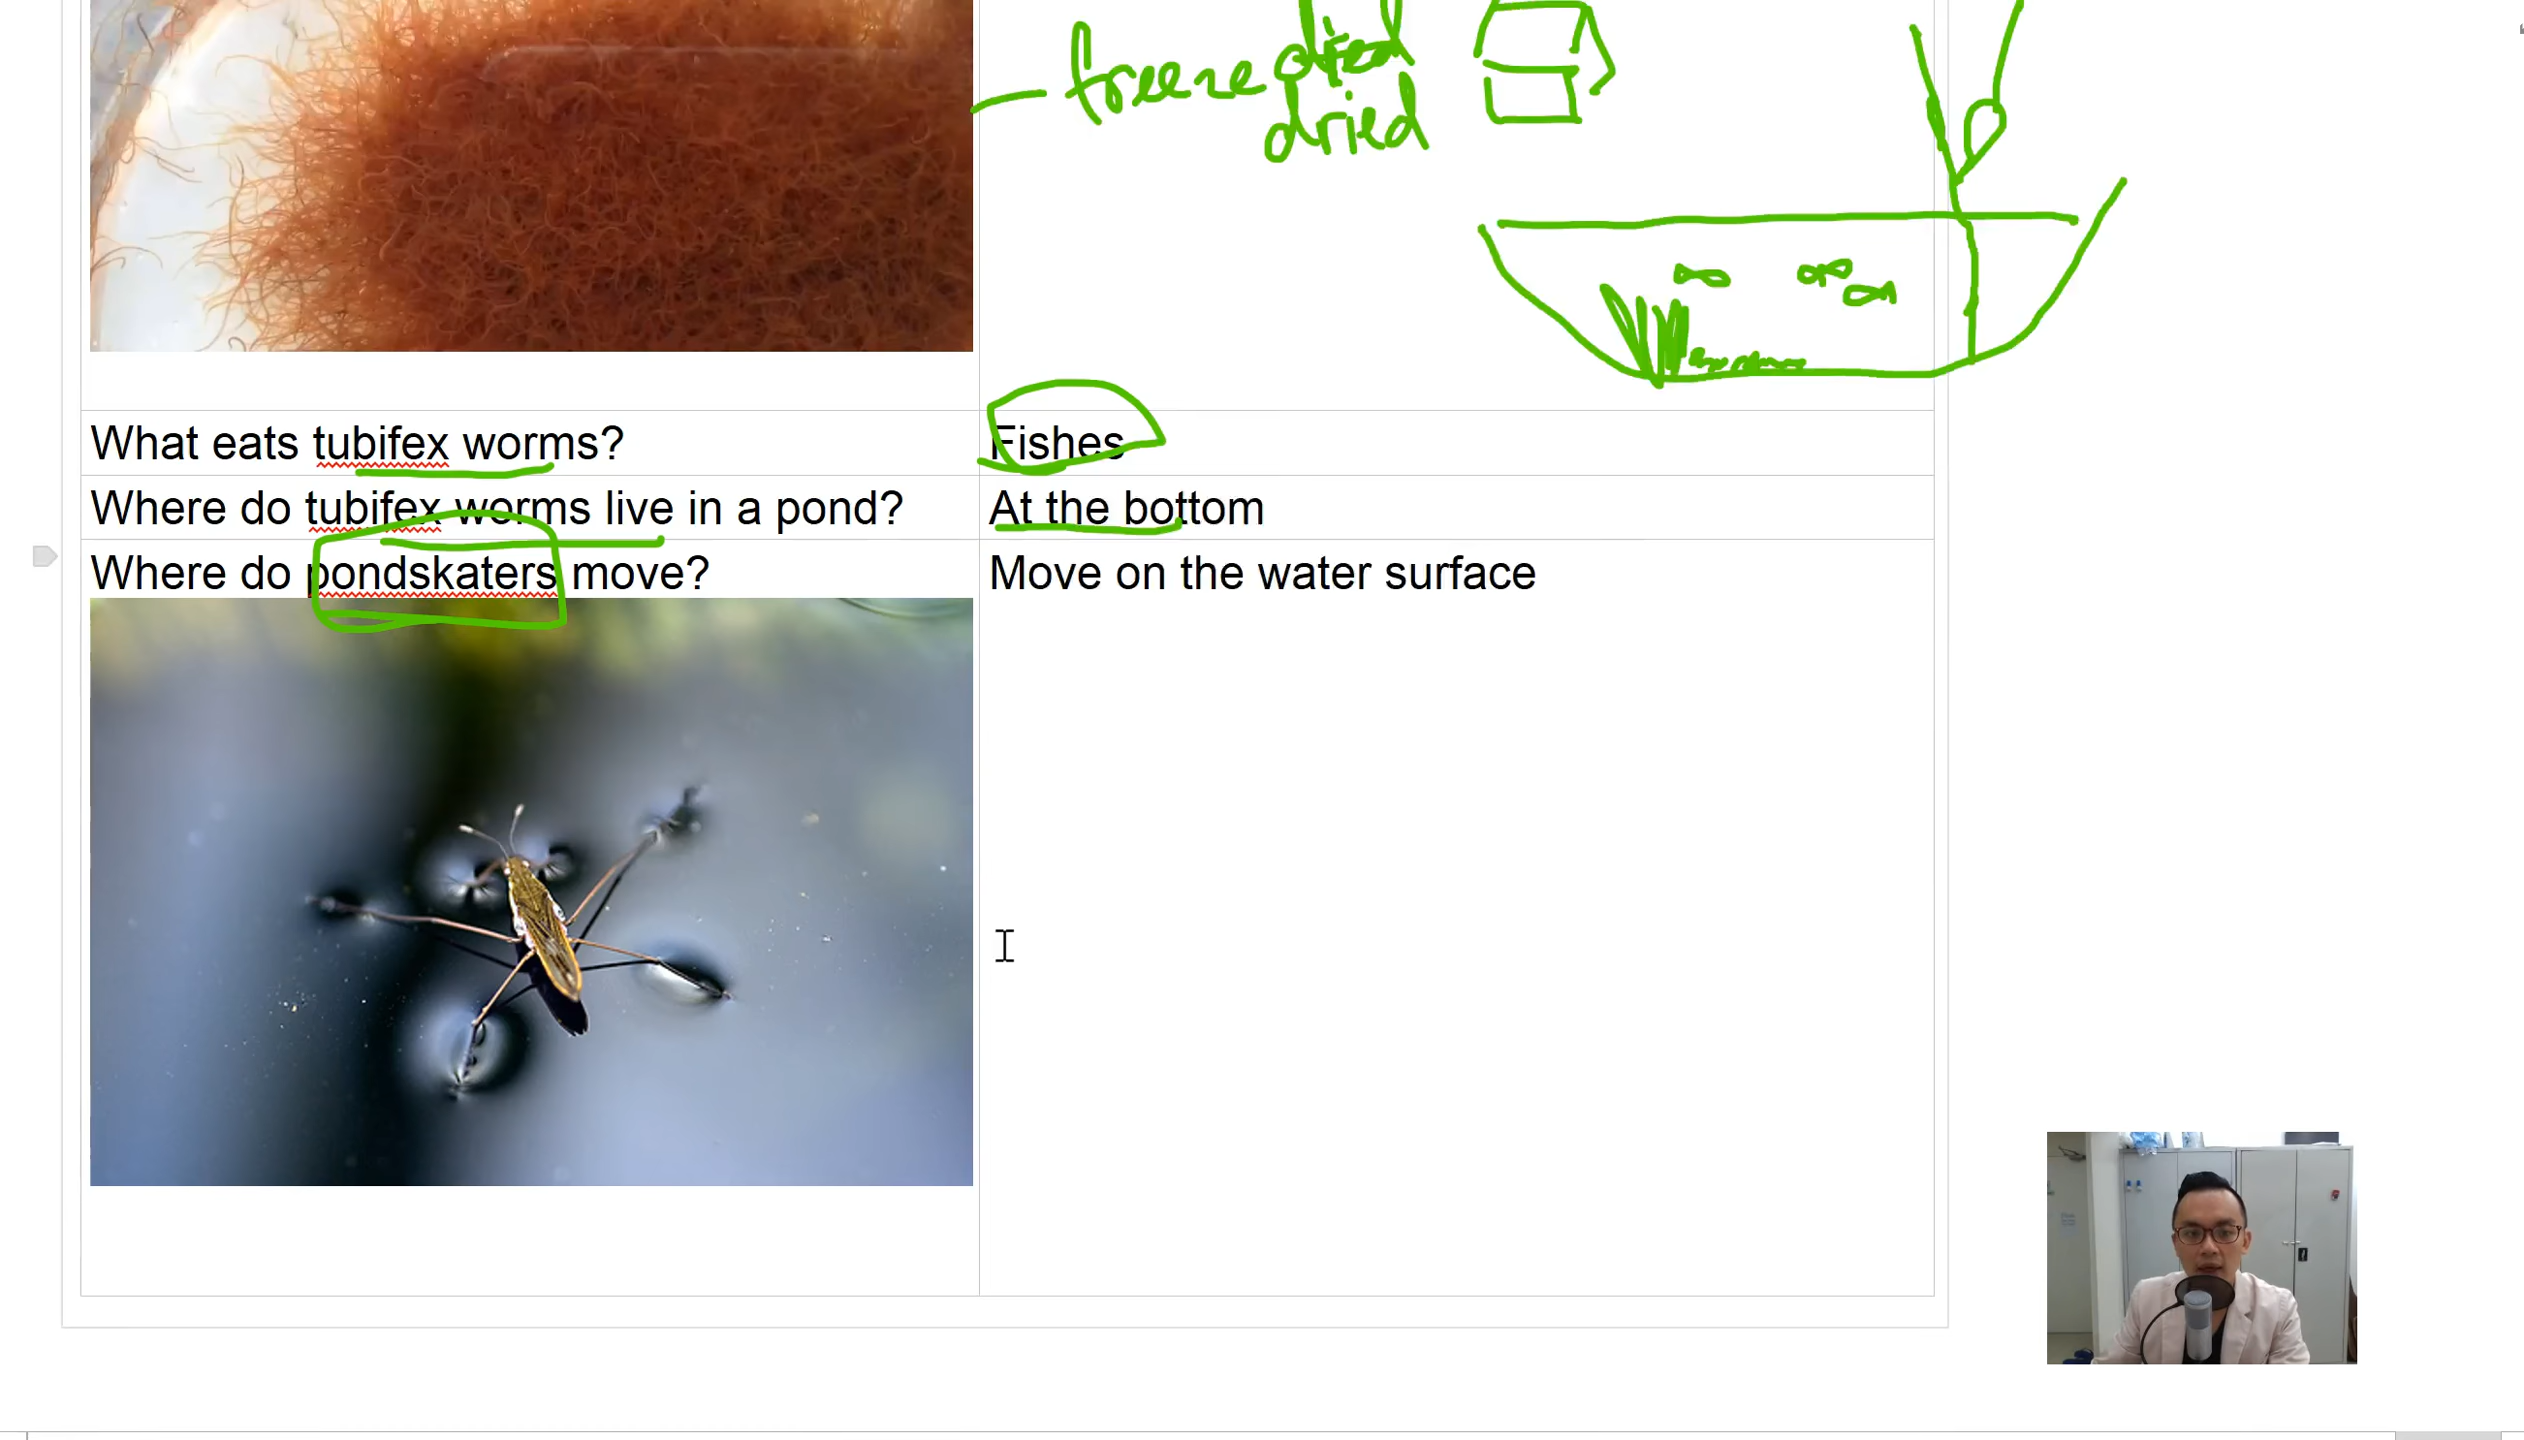 freeze dried
dried
What eats tubifex worms?
Fishes
Where do tubifex worms live in a pond?
At the bottom
Where do pondskaters move?
Move on the water surface